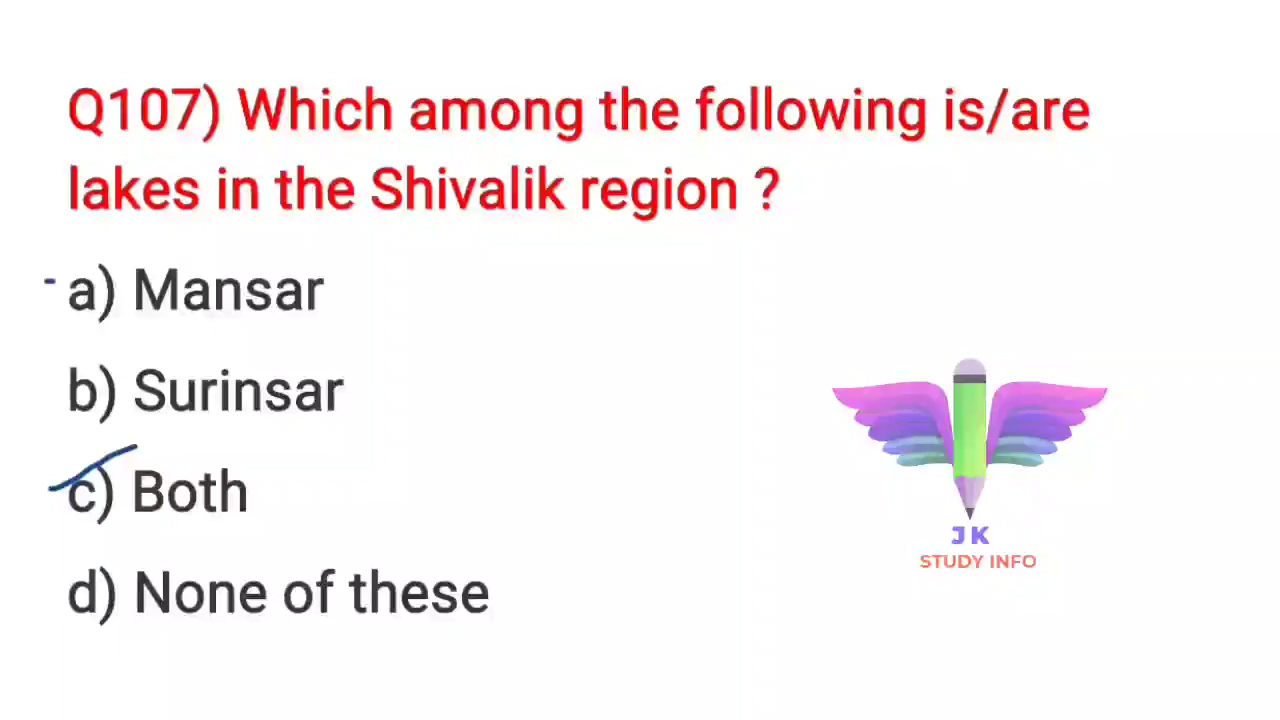 Q107) Which among the following is/are
lakes in the Shivalik region ?
a) Mansar
b) Surinsar
c) Both
d) None of these
JK
STUDY INFO